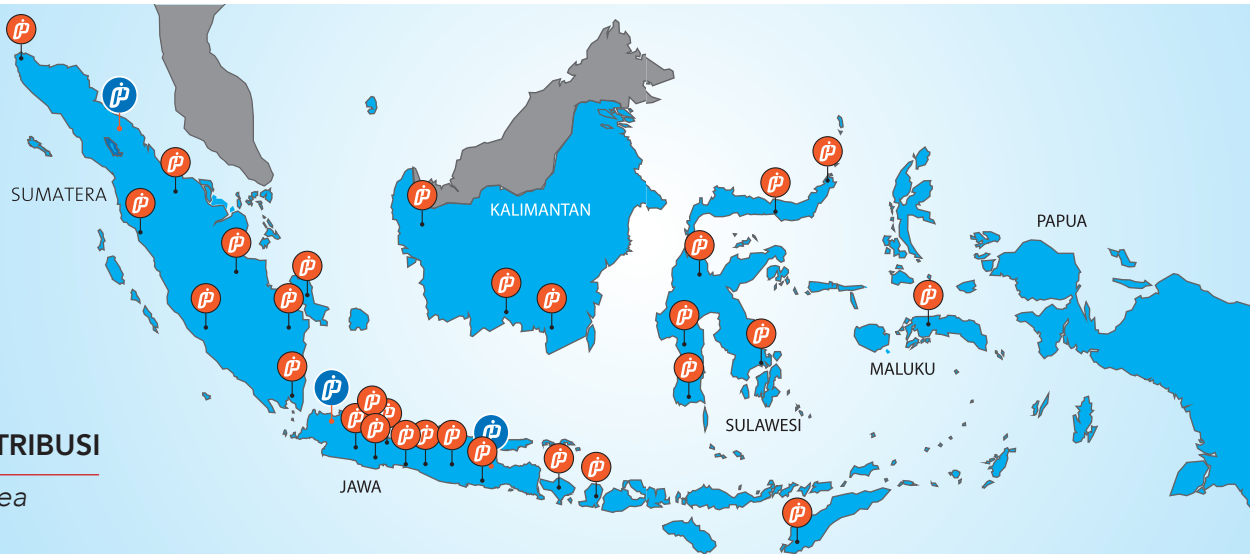 SUMATERA
KALIMANTAN
PAPUA
MALUKU
SULAWESI
TRIBUSI
ea
JAWA